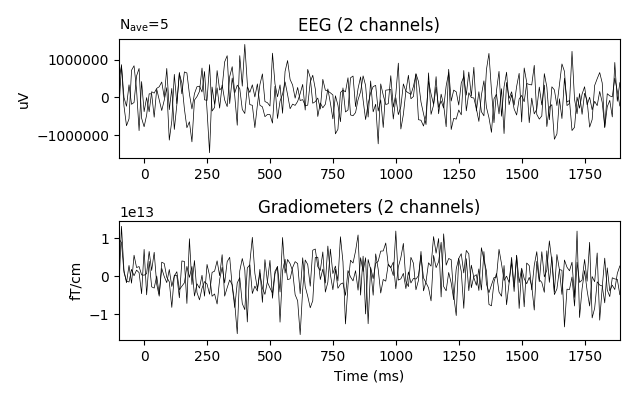 Nave=5
EEG (2 channels)
uV
1000000
0
−1000000
0 250 500 750 1000 1250 1500 1750
1e13
Gradiometers (2 channels)
fT/cm
1
0
−1
0 250 500 750 1000 1250 1500 1750
Time (ms)